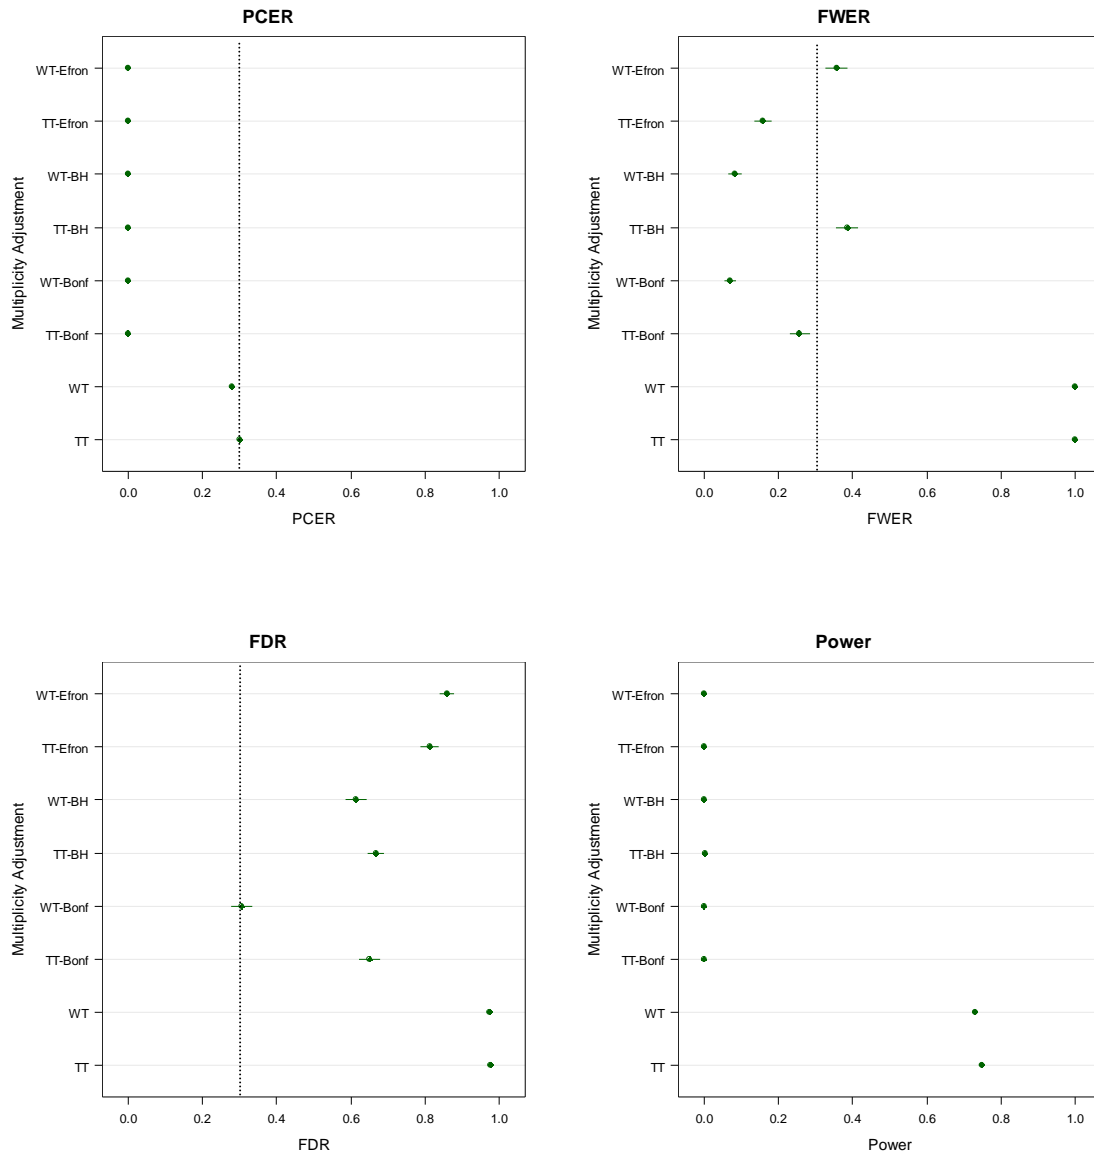 PCER
Multiplicity Adjustment
WT-Efron
TT-Efron
WT-BH
TT-BH
WT-Bonf
TT-Bonf
WT
TT
0.0 0.2 0.4 0.6 0.8 1.0
PCER
FWER
Multiplicity Adjustment
WT-Efron
TT-Efron
WT-BH
TT-BH
WT-Bonf
TT-Bonf
WT
TT
0.0 0.2 0.4 0.6 0.8 1.0
FWER
FDR
Multiplicity Adjustment
WT-Efron
TT-Efron
WT-BH
TT-BH
WT-Bonf
TT-Bonf
WT
TT
0.0 0.2 0.4 0.6 0.8 1.0
FDR
Power
Multiplicity Adjustment
WT-Efron
TT-Efron
WT-BH
TT-BH
WT-Bonf
TT-Bonf
WT
TT
0.0 0.2 0.4 0.6 0.8 1.0
Power